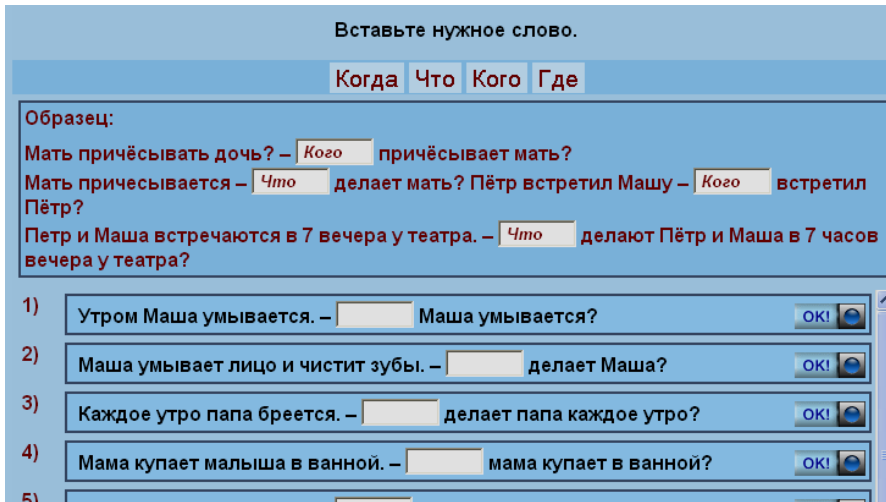 Вставьте нужное слово.
Когда Что Кого Где
Образец:
Мать причёсывать дочь? – Кого причёсывает мать?
Мать причесывается – Что делает мать? Пётр встретил Машу – Кого встретил
Пётр?
Петр и Маша встречаются в 7 вечера у театра. – Что делают Пётр и Маша в 7 часов
вечера у театра?
1) Утром Маша умывается. – Маша умывается? OK!
2) Маша умывает лицо и чистит зубы. – делает Маша? OK!
3) Каждое утро папа бреется. – делает папа каждое утро? OK!
4) Мама купает малыша в ванной. – мама купает в ванной? OK!
5)